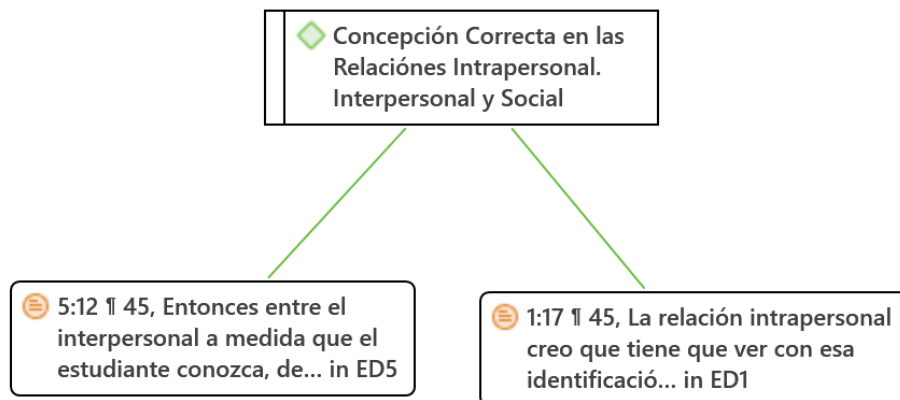 Concepción Correcta en las
Relaciónes Intrapersonal.
Interpersonal y Social
5:12 ¶ 45, Entonces entre el
interpersonal a medida que el
estudiante conozca, de... in ED5
1:17 ¶ 45, La relación intrapersonal
creo que tiene que ver con esa
identificació... in ED1